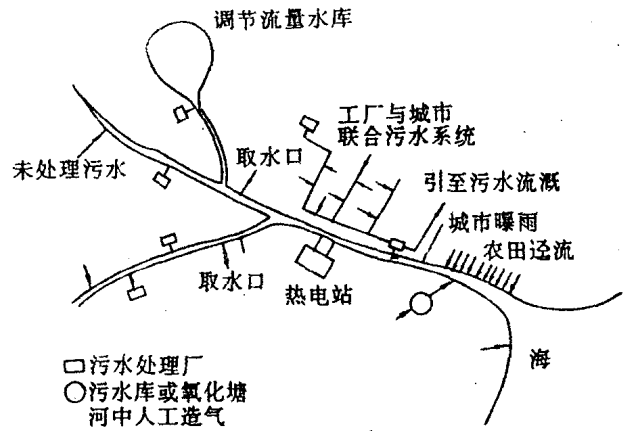 调节流量水库
工厂与城市
联合污水系统
取水口
未处理污水
引至污水流溉
城市曝雨
农田迳流
取水口
热电站
海
污水处理厂
污水库或氧化塘
河中人工造气